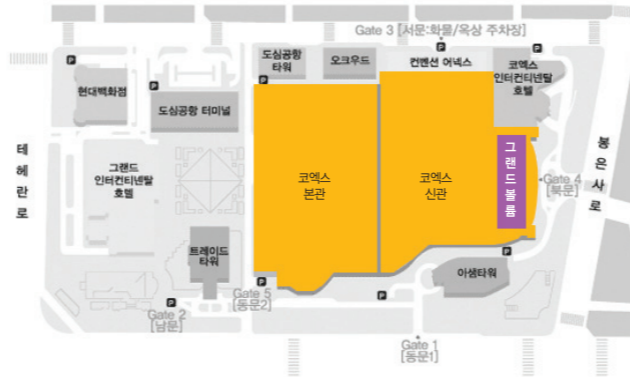 Gate 3 [서문:화물/옥상 주차장]
P
P
도심공항
타워
오크우드
컨벤션 어넥스
코엑스
인터컨티넨탈
호텔
P
현대백화점
P
도심공항 터미널
P
테헤란로
그랜드
인터컨티넨탈
호텔
코엑스
본관
코엑스
신관
그랜드볼룸
봉은사로
Gate 4
[북문]
트레이드
타워
P
아셈타워
P
Gate 5
[동문2]
P
P
Gate 2
[남문]
Gate 1
[동문1]